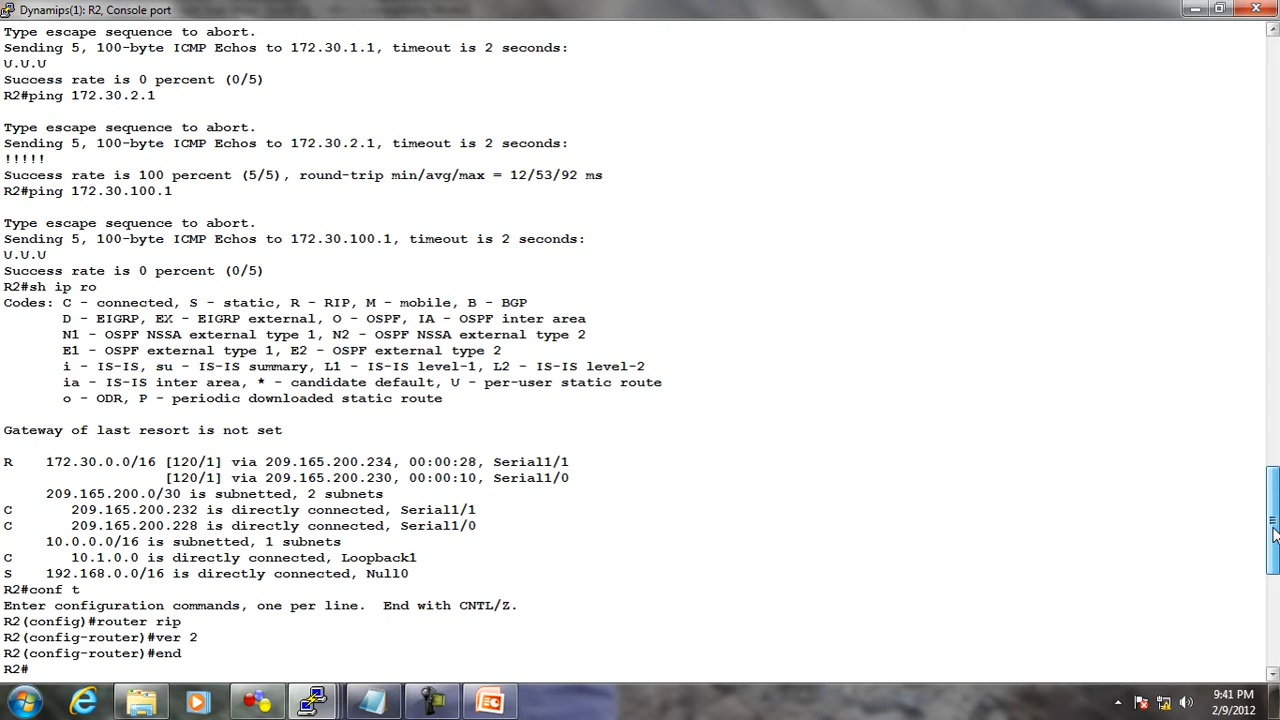 Dynamips(1): R2, Console port
Type escape sequence to abort.
Sending 5, 100-byte ICMP Echos to 172.30.1.1, timeout is 2 seconds:
U.U.U
Success rate is 0 percent (0/5)
R2#ping 172.30.2.1
Type escape sequence to abort.
Sending 5, 100-byte ICMP Echos to 172.30.2.1, timeout is 2 seconds:
!!!!!
Success rate is 100 percent (5/5), round-trip min/avg/max = 12/53/92 ms
R2#ping 172.30.100.1
Type escape sequence to abort.
Sending 5, 100-byte ICMP Echos to 172.30.100.1, timeout is 2 seconds:
U.U.U
Success rate is 0 percent (0/5)
R2#sh ip ro
Codes: C - connected, S - static, R - RIP, M - mobile, B - BGP
D - EIGRP, EX - EIGRP external, O - OSPF, IA - OSPF inter area
N1 - OSPF NSSA external type 1, N2 - OSPF NSSA external type 2
E1 - OSPF external type 1, E2 - OSPF external type 2
i - IS-IS, su - IS-IS summary, L1 - IS-IS level-1, L2 - IS-IS level-2
ia - IS-IS inter area, * - candidate default, U - per-user static route
o - ODR, P - periodic downloaded static route
Gateway of last resort is not set
R 172.30.0.0/16 [120/1] via 209.165.200.234, 00:00:28, Serial1/1
[120/1] via 209.165.200.230, 00:00:10, Serial1/0
209.165.200.0/30 is subnetted, 2 subnets
C 209.165.200.232 is directly connected, Serial1/1
C 209.165.200.228 is directly connected, Serial1/0
10.0.0.0/16 is subnetted, 1 subnets
C 10.1.0.0 is directly connected, Loopback1
S 192.168.0.0/16 is directly connected, Null0
R2#conf t
Enter configuration commands, one per line. End with CNTL/Z.
R2(config)#router rip
R2(config-router)#ver 2
R2(config-router)#end
R2#
9:41 PM
2/9/2012